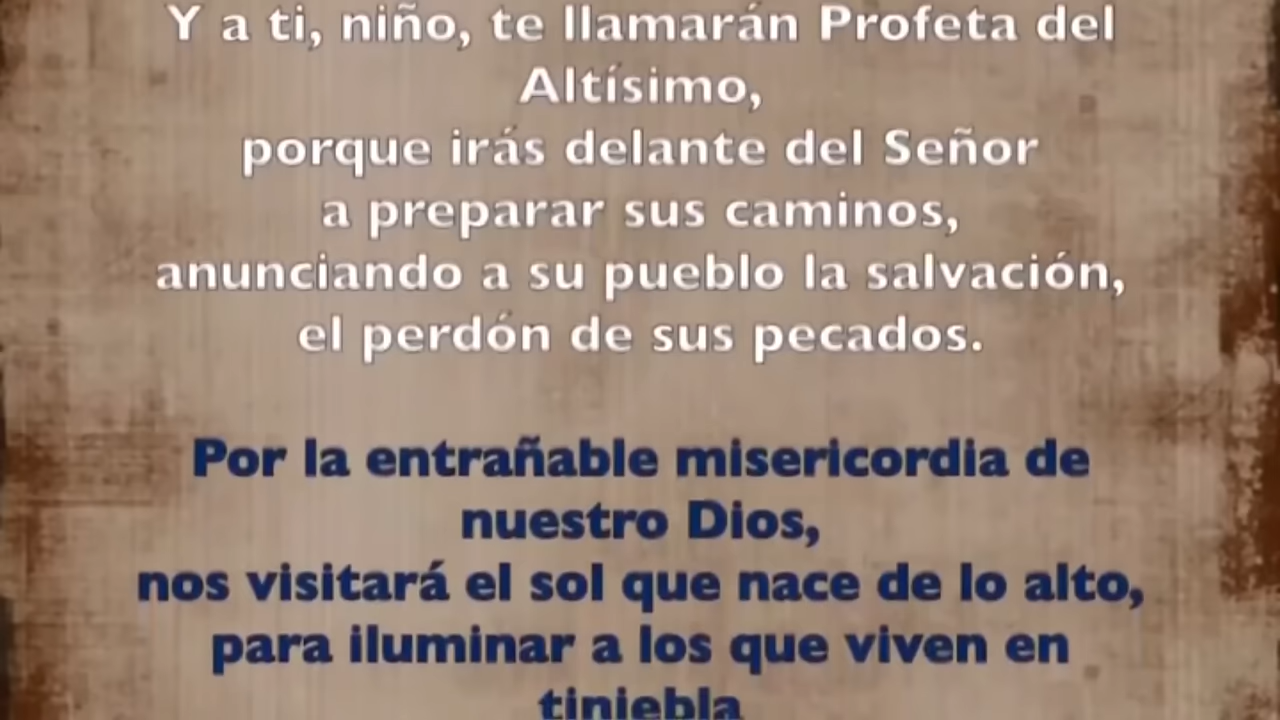 Y a ti, niño, te llamarán Profeta del
Altísimo,
porque irás delante del Señor
a preparar sus caminos,
anunciando a su pueblo la salvación,
el perdón de sus pecados.
Por la entrañable misericordia de
nuestro Dios,
nos visitará el sol que nace de lo alto,
para iluminar a los que viven en
tiniebla